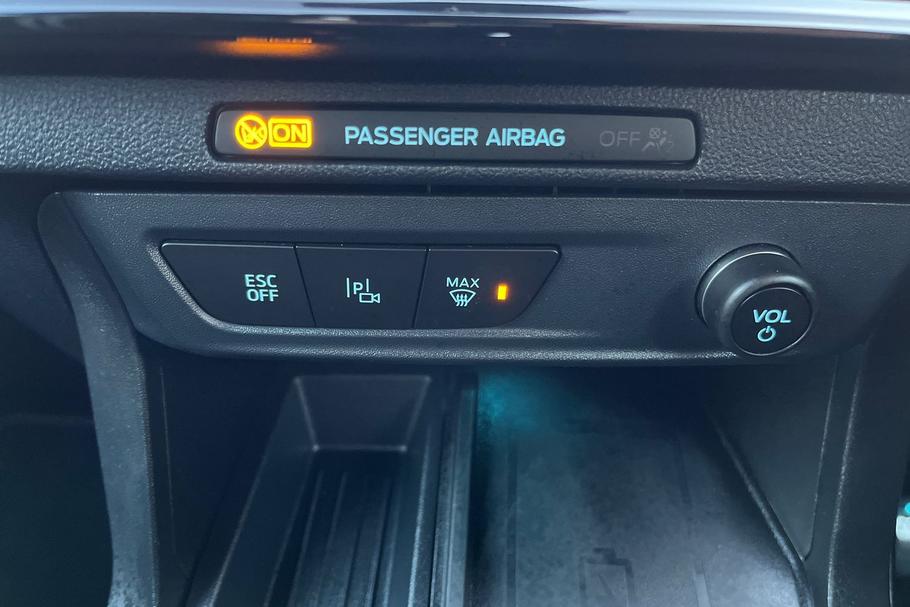 ON PASSENGER AIRBAG OFF
ESC
OFF
P
MAX
VOL